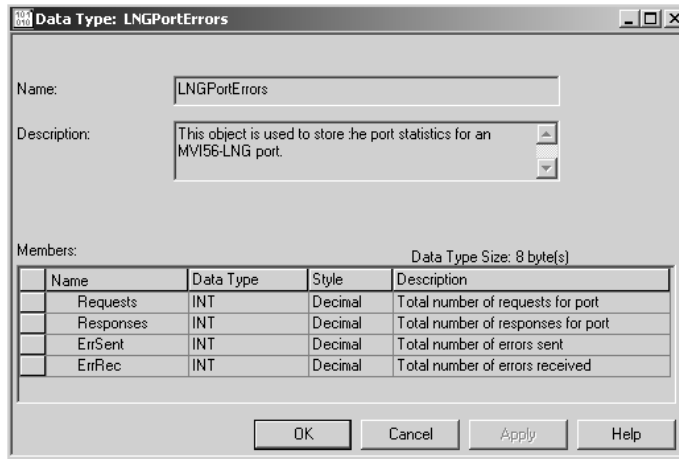 Data Type: LNGPortErrors
Name:
LNGPortErrors
Description:
This object is used to store :he port statistics for an
MVI56-LNG port.
Members:
Data Type Size: 8 byte(s)
Name Data Type Style Description
Requests INT Decimal Total number of requests for port
Responses INT Decimal Total number of responses for port
ErrSent INT Decimal Total number of errors sent
ErrRec INT Decimal Total number of errors received
OK Cancel Apply Help